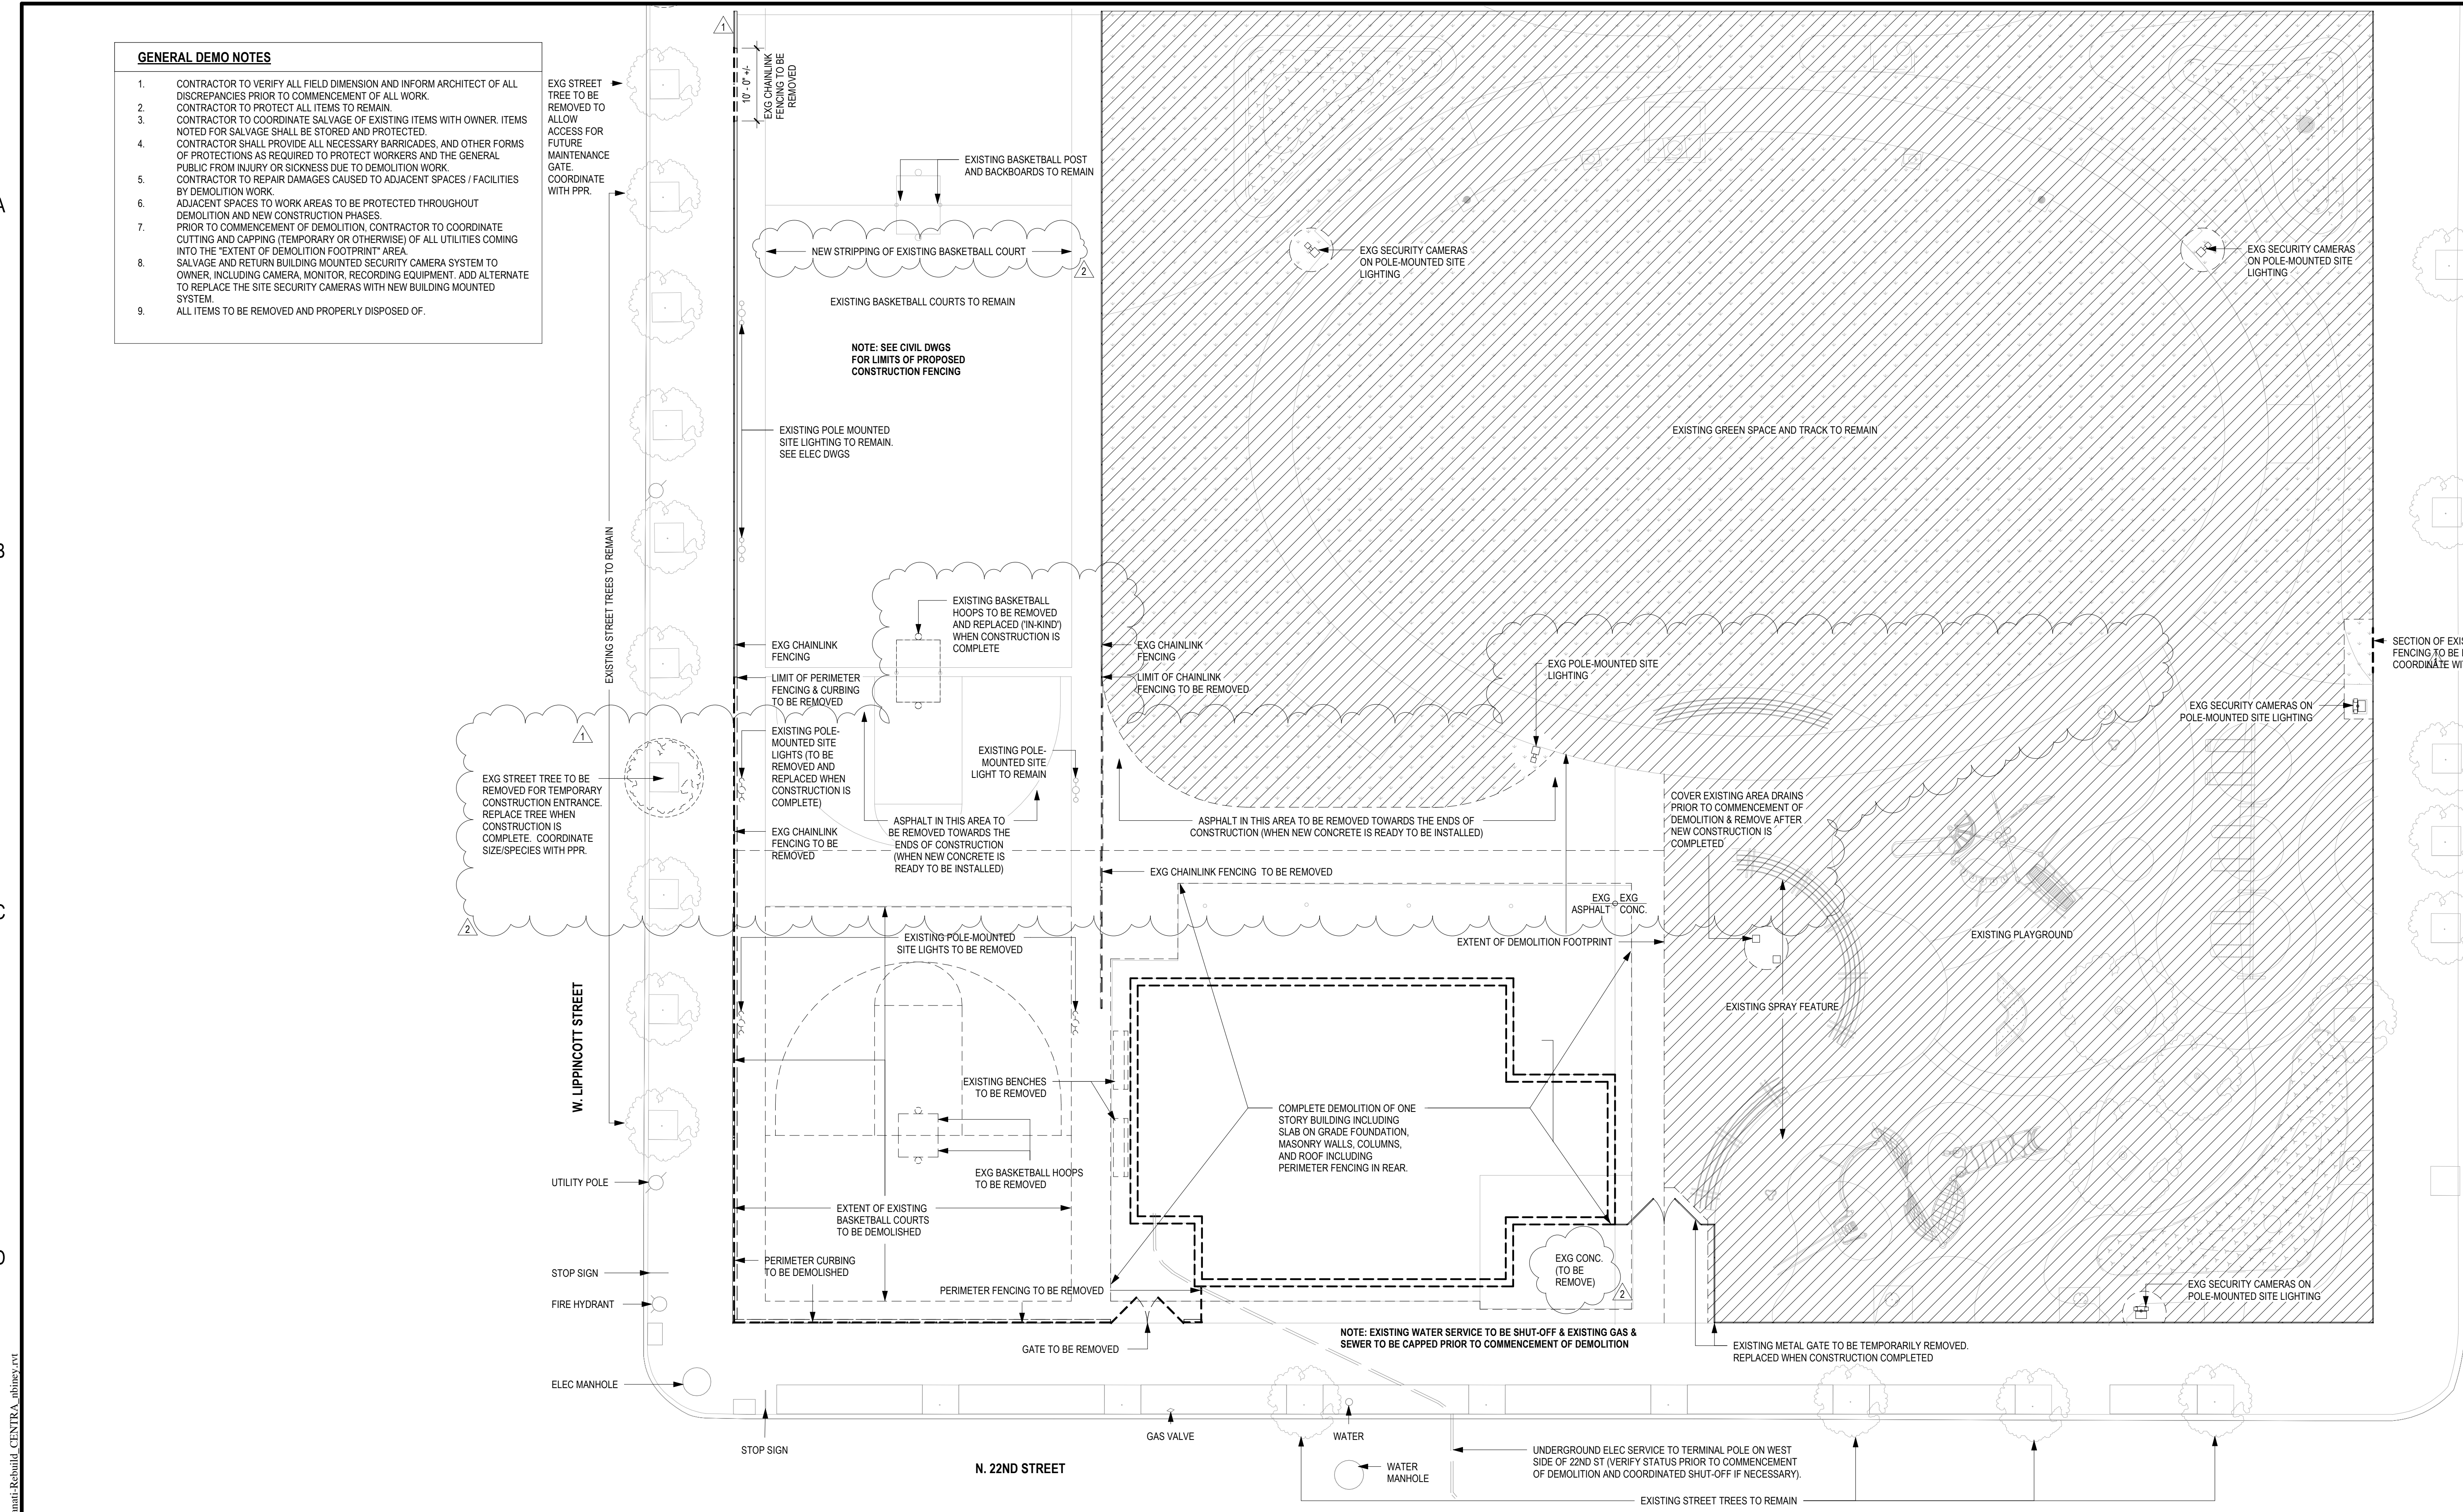 GENERAL DEMO NOTES
1. CONTRACTOR TO VERIFY ALL FIELD DIMENSION AND INFORM ARCHITECT OF ALL
DISCREPANCIES PRIOR TO COMMENCEMENT OF ALL WORK.
2. CONTRACTOR TO PROTECT ALL ITEMS TO REMAIN.
3. CONTRACTOR TO COORDINATE SALVAGE OF EXISTING ITEMS WITH OWNER. ITEMS
NOTED FOR SALVAGE SHALL BE STORED AND PROTECTED.
4. CONTRACTOR SHALL PROVIDE ALL NECESSARY BARRICADES, AND OTHER FORMS
OF PROTECTIONS AS REQUIRED TO PROTECT WORKERS AND THE GENERAL
PUBLIC FROM INJURY OR SICKNESS DUE TO DEMOLITION WORK.
5. CONTRACTOR TO REPAIR DAMAGES CAUSED TO ADJACENT SPACES / FACILITIES
BY DEMOLITION WORK.
6. ADJACENT SPACES TO WORK AREAS TO BE PROTECTED THROUGHOUT
DEMOLITION AND NEW CONSTRUCTION PHASES.
7. PRIOR TO COMMENCEMENT OF DEMOLITION, CONTRACTOR TO COORDINATE
CUTTING AND CAPPING (TEMPORARY OR OTHERWISE) OF ALL UTILITIES COMING
INTO THE "EXTENT OF DEMOLITION FOOTPRINT" AREA.
8. SALVAGE AND RETURN BUILDING MOUNTED SECURITY CAMERA SYSTEM TO
OWNER, INCLUDING CAMERA, MONITOR, RECORDING EQUIPMENT. ADD ALTERNATE
TO REPLACE THE SITE SECURITY CAMERAS WITH NEW BUILDING MOUNTED
SYSTEM.
9. ALL ITEMS TO BE REMOVED AND PROPERLY DISPOSED OF.
EXG STREET
TREE TO BE
REMOVED TO
ALLOW
ACCESS FOR
FUTURE
MAINTENANCE
GATE.
COORDINATE
WITH PPR.
1
10' - 0" +/-
EXG CHAINLINK
FENCING TO BE
REMOVED
EXISTING BASKETBALL POST
AND BACKBOARDS TO REMAIN
NEW STRIPPING OF EXISTING BASKETBALL COURT
2
EXISTING BASKETBALL COURTS TO REMAIN
NOTE: SEE CIVIL DWGS
FOR LIMITS OF PROPOSED
CONSTRUCTION FENCING
EXG SECURITY CAMERAS
ON POLE-MOUNTED SITE
LIGHTING
EXG SECURITY CAMERAS
ON POLE-MOUNTED SITE
LIGHTING
EXISTING POLE MOUNTED
SITE LIGHTING TO REMAIN.
SEE ELEC DWGS
EXISTING GREEN SPACE AND TRACK TO REMAIN
A
B
C
D
EXISTING STREET TREES TO REMAIN
EXISTING BASKETBALL
HOOPS TO BE REMOVED
AND REPLACED ('IN-KIND')
WHEN CONSTRUCTION IS
COMPLETE
EXG CHAINLINK
FENCING
LIMIT OF PERIMETER
FENCING & CURBING
TO BE REMOVED
EXG CHAINLINK
FENCING
LIMIT OF CHAINLINK
FENCING TO BE REMOVED
EXG POLE-MOUNTED SITE
LIGHTING
SECTION OF EXIS
FENCING TO BE
COORDINATE WI
EXG SECURITY CAMERAS ON
POLE-MOUNTED SITE LIGHTING
1
EXG STREET TREE TO BE
REMOVED FOR TEMPORARY
CONSTRUCTION ENTRANCE.
REPLACE TREE WHEN
CONSTRUCTION IS
COMPLETE. COORDINATE
SIZE/SPECIES WITH PPR.
2
EXISTING POLE-
MOUNTED SITE
LIGHTS (TO BE
REMOVED AND
REPLACED WHEN
CONSTRUCTION IS
COMPLETE)
EXG CHAINLINK
FENCING TO BE
REMOVED
EXISTING POLE-
MOUNTED SITE
LIGHT TO REMAIN
ASPHALT IN THIS AREA TO
BE REMOVED TOWARDS THE
ENDS OF CONSTRUCTION
(WHEN NEW CONCRETE IS
READY TO BE INSTALLED)
ASPHALT IN THIS AREA TO BE REMOVED TOWARDS THE ENDS OF
CONSTRUCTION (WHEN NEW CONCRETE IS READY TO BE INSTALLED)
COVER EXISTING AREA DRAINS
PRIOR TO COMMENCEMENT OF
DEMOLITION & REMOVE AFTER
NEW CONSTRUCTION IS
COMPLETED
EXG CHAINLINK FENCING TO BE REMOVED
EXG EXG
ASPHALT CONC.
EXTENT OF DEMOLITION FOOTPRINT
EXISTING PLAYGROUND
EXISTING SPRAY FEATURE
EXISTING POLE-MOUNTED
SITE LIGHTS TO BE REMOVED
W. LIPPINCOTT STREET
EXISTING BENCHES
TO BE REMOVED
COMPLETE DEMOLITION OF ONE
STORY BUILDING INCLUDING
SLAB ON GRADE FOUNDATION,
MASONRY WALLS, COLUMNS,
AND ROOF INCLUDING
PERIMETER FENCING IN REAR.
EXG BASKETBALL HOOPS
TO BE REMOVED
UTILITY POLE
EXTENT OF EXISTING
BASKETBALL COURTS
TO BE DEMOLISHED
PERIMETER CURBING
TO BE DEMOLISHED
PERIMETER FENCING TO BE REMOVED
EXG CONC.
(TO BE
REMOVE)
2
STOP SIGN
FIRE HYDRANT
EXG SECURITY CAMERAS ON
POLE-MOUNTED SITE LIGHTING
GATE TO BE REMOVED
NOTE: EXISTING WATER SERVICE TO BE SHUT-OFF & EXISTING GAS &
SEWER TO BE CAPPED PRIOR TO COMMENCEMENT OF DEMOLITION
EXISTING METAL GATE TO BE TEMPORARILY REMOVED.
REPLACED WHEN CONSTRUCTION COMPLETED
ELEC MANHOLE
STOP SIGN
GAS VALVE
WATER
N. 22ND STREET
WATER
MANHOLE
UNDERGROUND ELEC SERVICE TO TERMINAL POLE ON WEST
SIDE OF 22ND ST (VERIFY STATUS PRIOR TO COMMENCEMENT
OF DEMOLITION AND COORDINATED SHUT-OFF IF NECESSARY).
EXISTING STREET TREES TO REMAIN
nnati-Rebuild_CENTRA_nbiney.rvt